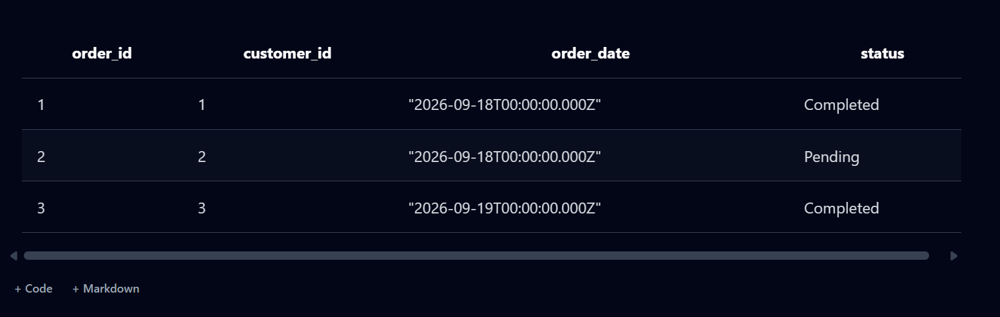 order_id customer_id order_date status
1 1 "2026-09-18T00:00:00.000Z" Completed
2 2 "2026-09-18T00:00:00.000Z" Pending
3 3 "2026-09-19T00:00:00.000Z" Completed
+ Code + Markdown